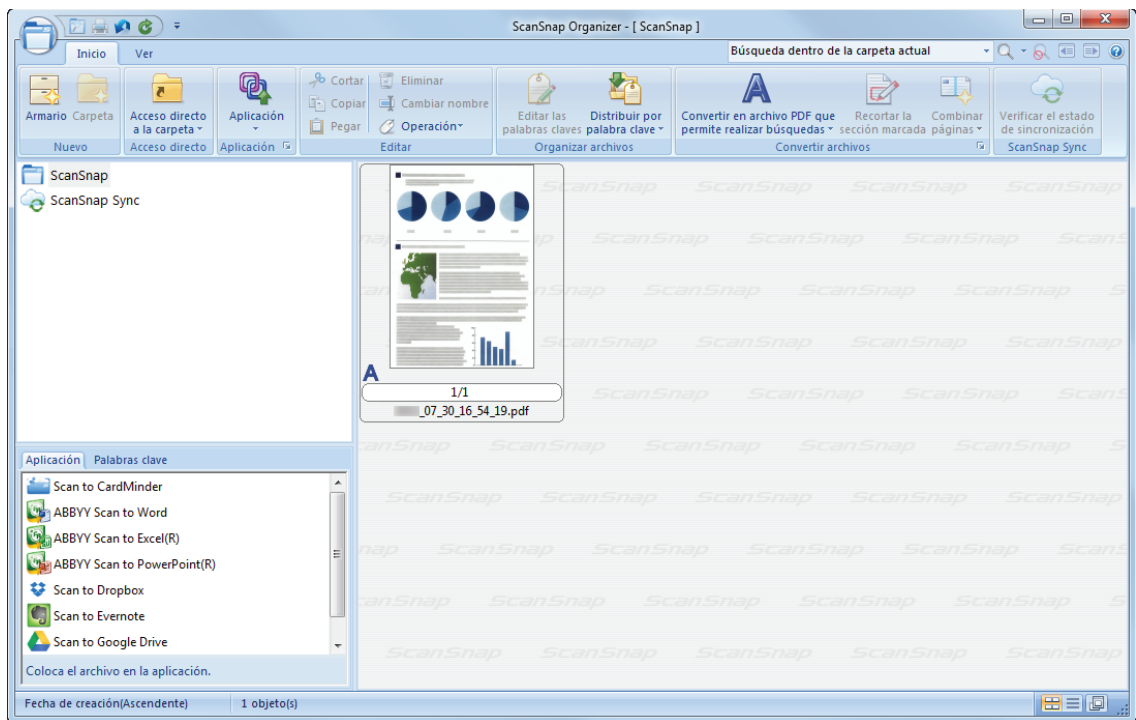 ScanSnap Organizer - [ ScanSnap ]
Inicio Ver
Búsqueda dentro de la carpeta actual
Armario Carpeta
Nuevo
Acceso directo
a la carpeta
Acceso directo
Aplicación
Aplicación
Cortar
Copiar
Pegar
Eliminar
Cambiar nombre
Operación
Editar
Editar las
palabras claves
Distribuir por
palabra clave
Organizar archivos
Convertir en archivo PDF que
permite realizar búsquedas
Recortar la
sección marcada
Combinar
páginas
Convertir archivos
Verificar el estado
de sincronización
ScanSnap Sync
ScanSnap
ScanSnap Sync
A
1/1
_07_30_16_54_19.pdf
Aplicación Palabras clave
Scan to CardMinder
ABBYY Scan to Word
ABBYY Scan to Excel(R)
ABBYY Scan to PowerPoint(R)
Scan to Dropbox
Scan to Evernote
Scan to Google Drive
Coloca el archivo en la aplicación.
Fecha de creación(Ascendente) 1 objeto(s)